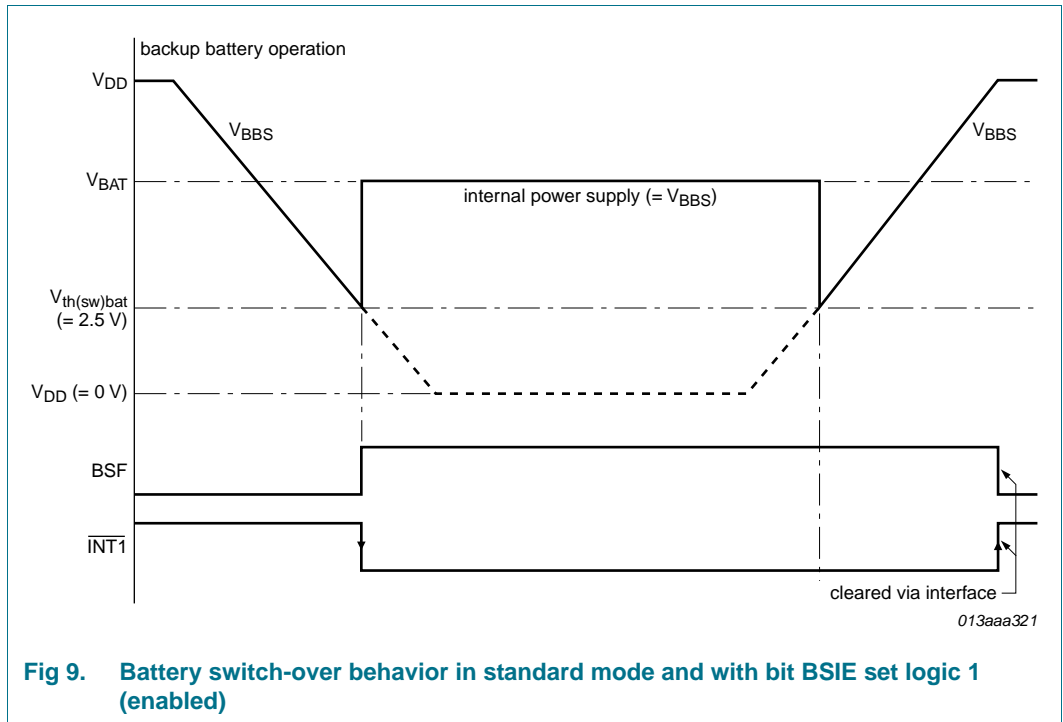 backup battery operation
VDD
VBBS
VBBS
VBAT
internal power supply (= VBBS)
Vth(sw)bat
(= 2.5 V)
VDD (= 0 V)
BSF
INT1
cleared via interface
013aaa321
Fig 9. Battery switch-over behavior in standard mode and with bit BSIE set logic 1
(enabled)